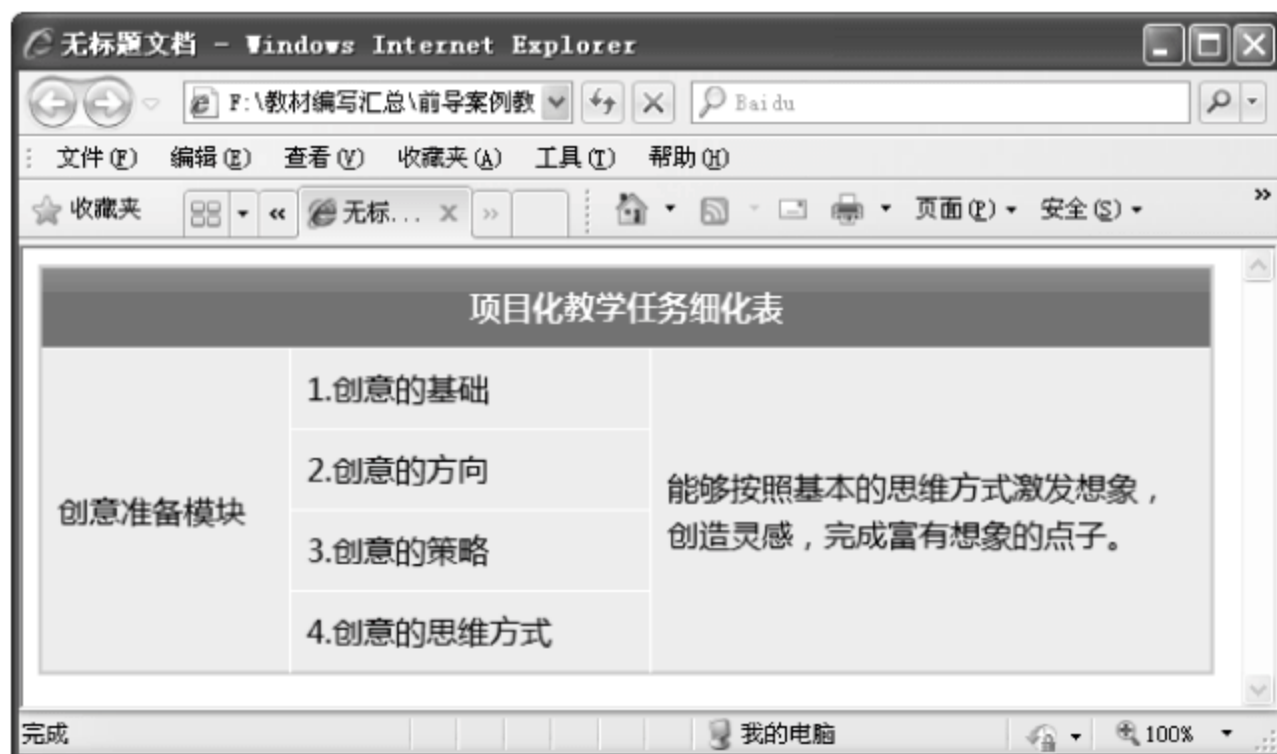 无标题文档 - Windows Internet Explorer
F:\教材编写汇总\前导案例教
Baidu
文件(F) 编辑(E) 查看(V) 收藏夹(A) 工具(T) 帮助(H)
收藏夹 无标... 页面(P) 安全(S)
项目化教学任务细化表
创意准备模块
1.创意的基础
2.创意的方向
3.创意的策略
4.创意的思维方式
能够按照基本的思维方式激发想象，
创造灵感，完成富有想象的点子。
完成 我的电脑 100%